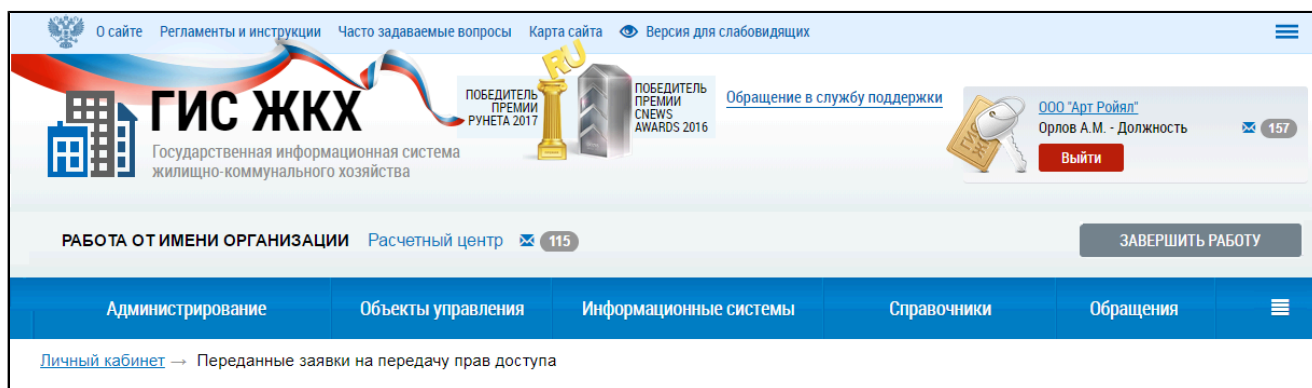 О сайте Регламенты и инструкции Часто задаваемые вопросы Карта сайта Версия для слабовидящих
ГИС ЖКХ
Государственная информационная система
жилищно-коммунального хозяйства
ПОБЕДИТЕЛЬ
ПРЕМИИ
РУНЕТА 2017
RU
ПОБЕДИТЕЛЬ
ПРЕМИИ
CNEWS
AWARDS 2016
Обращение в службу поддержки
ГИС
ЖК
ООО "Арт Ройял"
Орлов А.М. - Должность 157
Выйти
РАБОТА ОТ ИМЕНИ ОРГАНИЗАЦИИ Расчетный центр 115 ЗАВЕРШИТЬ РАБОТУ
Администрирование Объекты управления Информационные системы Справочники Обращения
Личный кабинет → Переданные заявки на передачу прав доступа